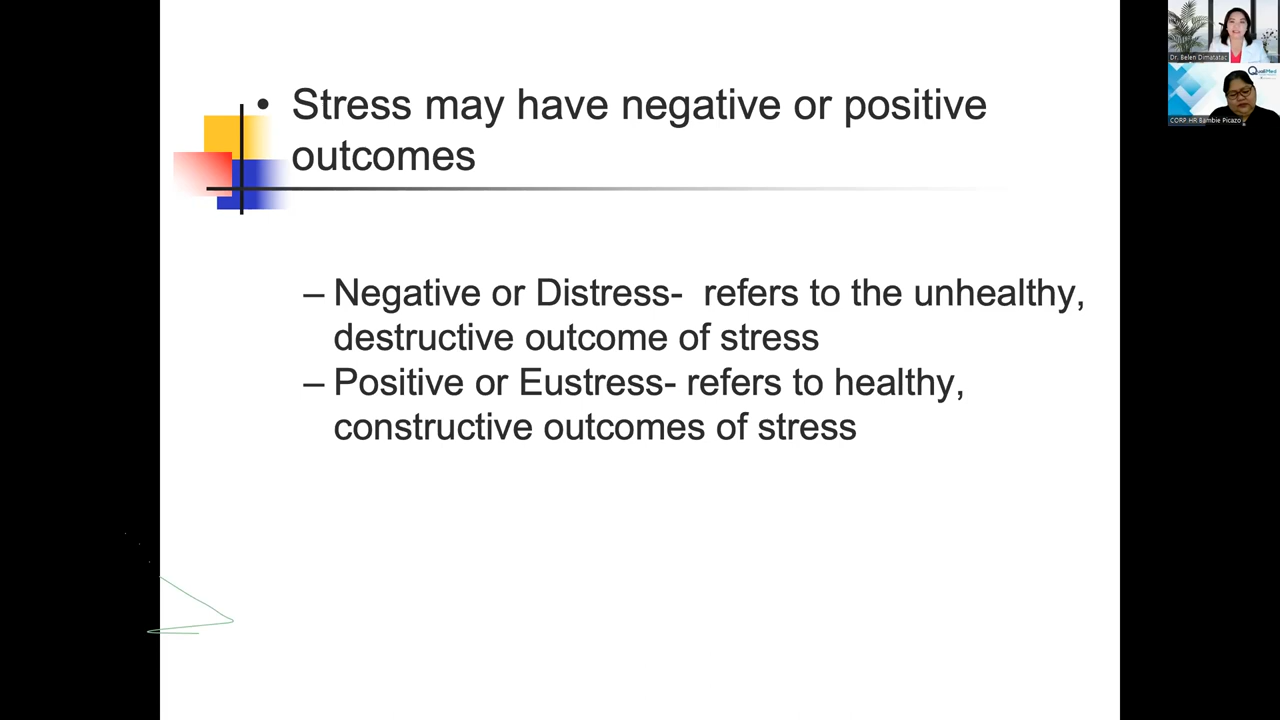 • Stress may have negative or positive
outcomes
– Negative or Distress-  refers to the unhealthy,
destructive outcome of stress
– Positive or Eustress- refers to healthy,
constructive outcomes of stress
Dr. Belen Dimatatac
QualiMed
CORP. HR Bambie Picazo